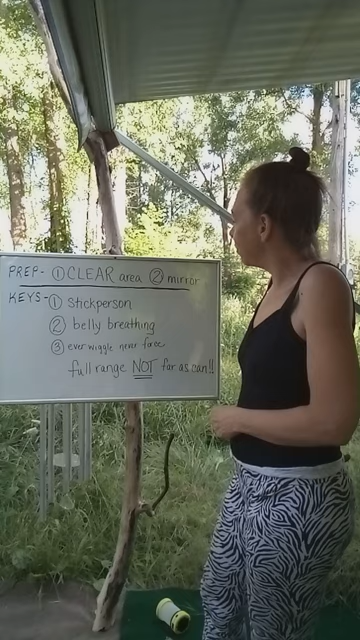 PREP- ① CLEAR area ② mirror
KEYS- ① Stickperson
② belly breathing
③ ever wiggle never force
full range NOT far as can!!